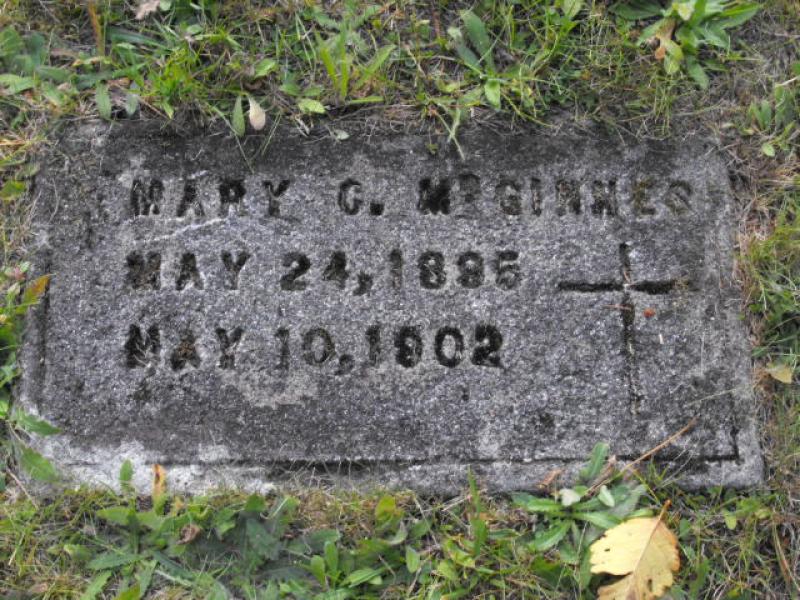 MARY C. McGINNES
MAY 24, 1895
MAY 10, 1902